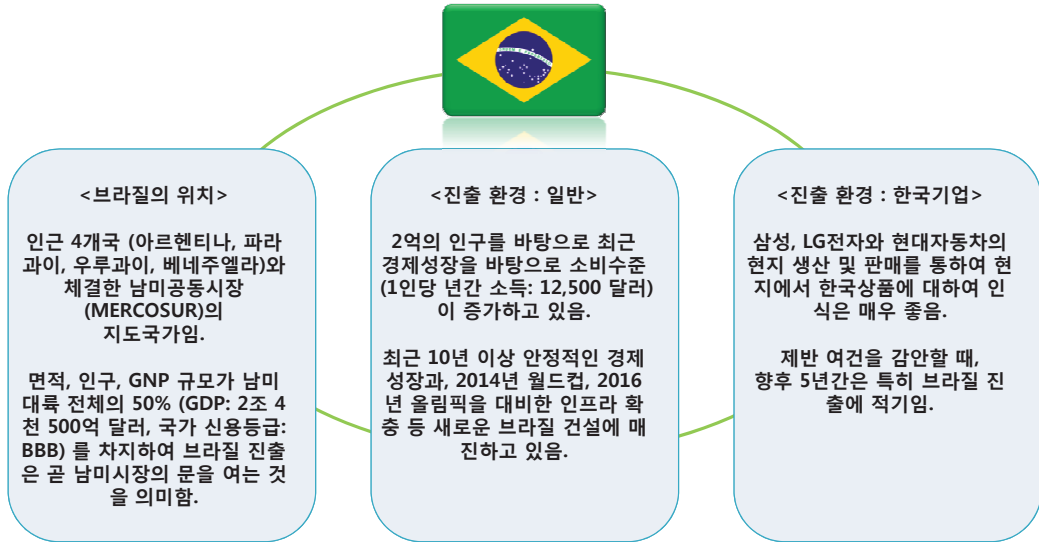 <브라질의 위치>
인근 4개국 (아르헨티나, 파라
과이, 우루과이, 베네주엘라)와
체결한 남미공동시장
(MERCOSUR)의
지도국가임.
면적, 인구, GNP 규모가 남미
대륙 전체의 50% (GDP: 2조 4
천 500억 달러, 국가 신용등급:
BBB) 를 차지하여 브라질 진출
은 곧 남미시장의 문을 여는 것
을 의미함.
<진출 환경 : 일반>
2억의 인구를 바탕으로 최근
경제성장을 바탕으로 소비수준
(1인당 년간 소득: 12,500 달러)
이 증가하고 있음.
최근 10년 이상 안정적인 경제
성장과, 2014년 월드컵, 2016
년 올림픽을 대비한 인프라 확
충 등 새로운 브라질 건설에 매
진하고 있음.
<진출 환경 : 한국기업>
삼성, LG전자와 현대자동차의
현지 생산 및 판매를 통하여 현
지에서 한국상품에 대하여 인
식은 매우 좋음.
제반 여건을 감안할 때,
향후 5년간은 특히 브라질 진
출에 적기임.